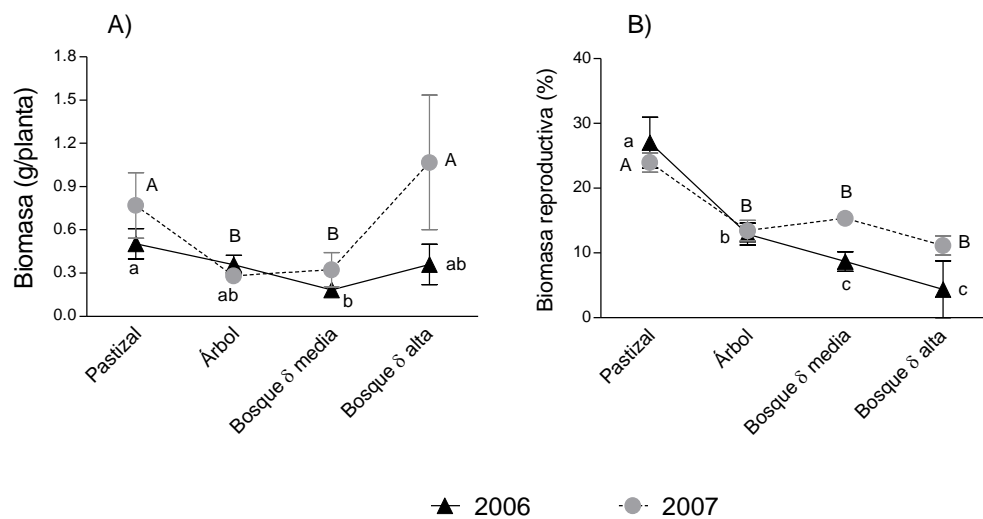 A)
Biomasa (g/planta)
1.8
1.5
1.2
0.9
0.6
0.3
0.0
A
B
B
A
a
ab
b
ab
Pastizal
Árbol
Bosque δ media
Bosque δ alta
B)
Biomasa reproductiva (%)
40
30
20
10
0
a
A
B
B
B
b
c
c
Pastizal
Árbol
Bosque δ media
Bosque δ alta
2006
2007